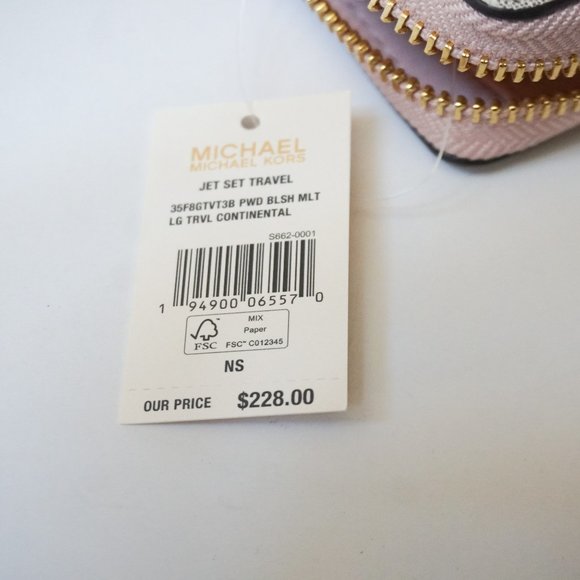 MICHAEL
MICHAEL KORS
JET SET TRAVEL
35F8GTVT3B PWD BLSH MLT
LG TRVL CONTINENTAL
S662-0001
1 94900 06557 0
FSC
MIX
Paper
FSC™ C012345
NS
OUR PRICE $228.00